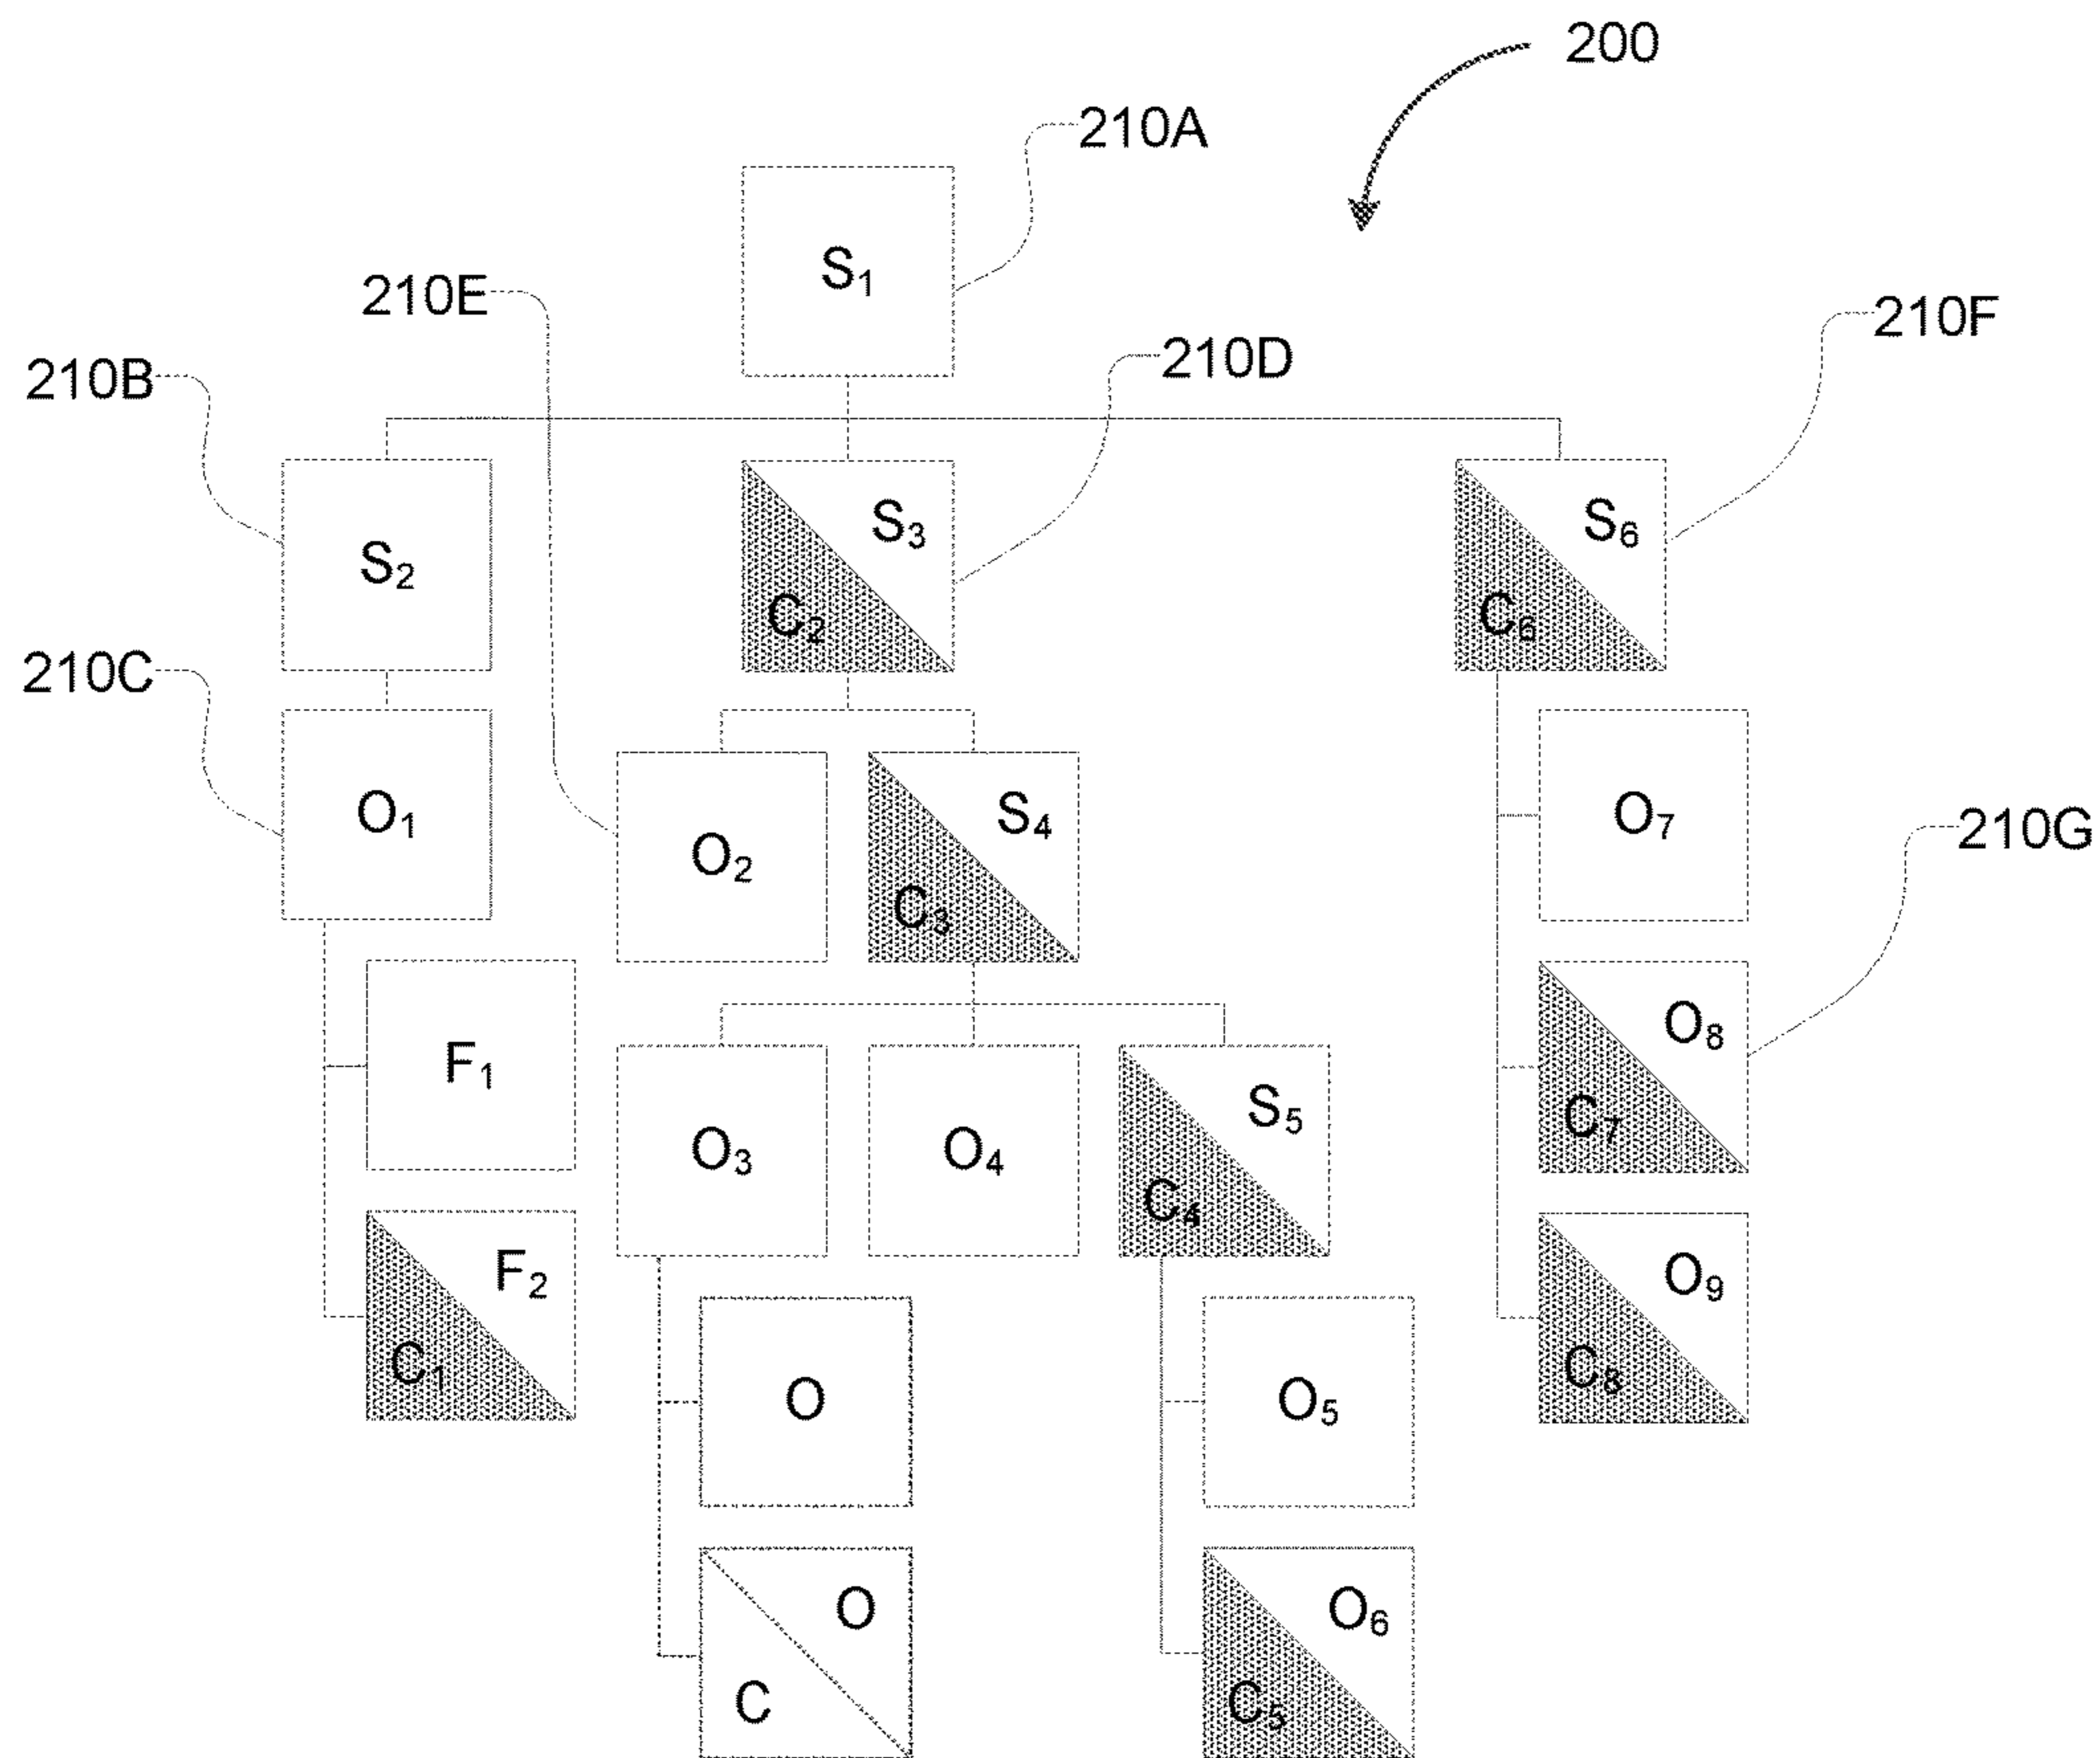 200
210A
S₁
210E
210F
210D
210B
S₃
S₆
S₂
C₂
C₆
210C
O₁
S₄
O₇
210G
O₂
C₃
O₈
F₁
S₅
C₇
O₃
O₄
C₄
F₂
O₉
C₁
C₈
O
O₅
O
O₆
C
C₅